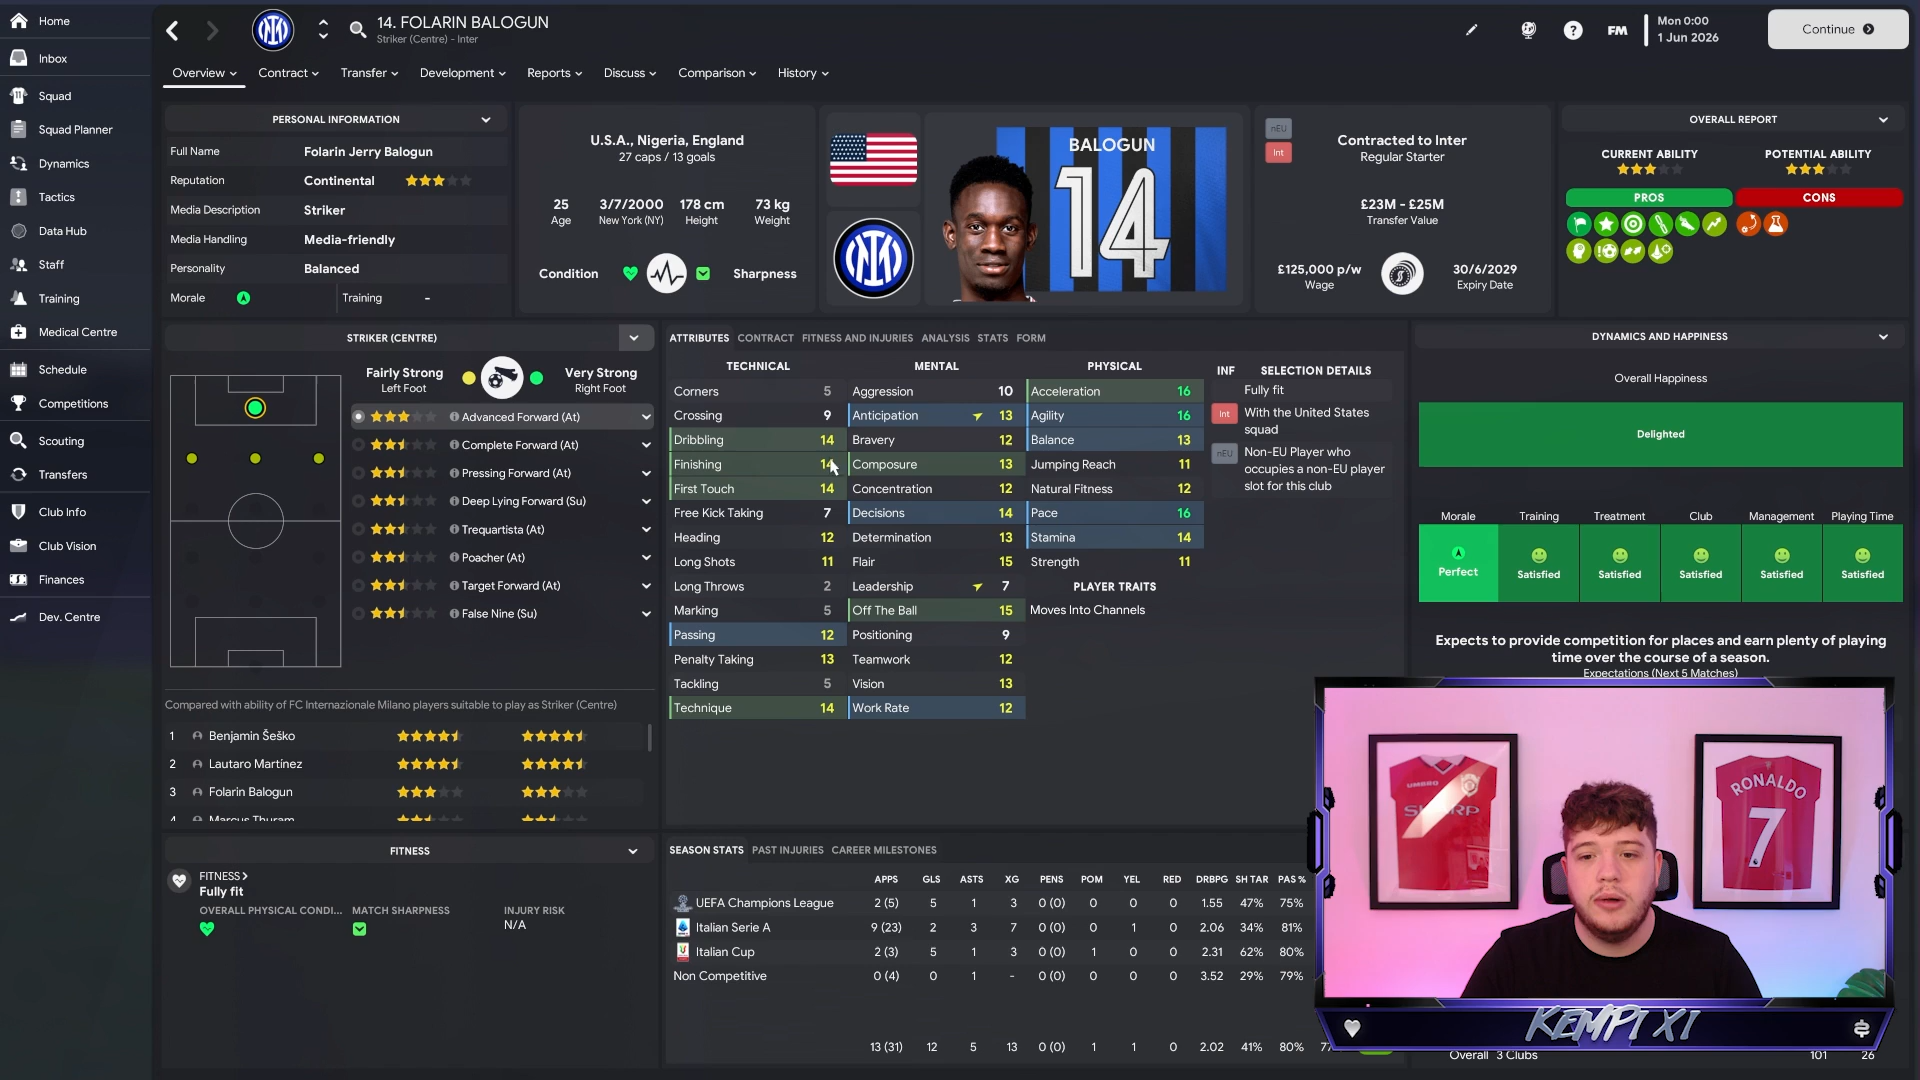 Home
Inbox
Squad
Squad Planner
Dynamics
Tactics
Data Hub
Staff
Training
Medical Centre
Schedule
Competitions
Scouting
Transfers
Club Info
Club Vision
Finances
Dev. Centre
14. FOLARIN BALOGUN
Striker (Centre) - Inter
FM
Mon 0:00
1 Jun 2026
Continue
Overview
Contract
Transfer
Development
Reports
Discuss
Comparison
History
PERSONAL INFORMATION
Full Name Folarin Jerry Balogun
Reputation Continental
Media Description Striker
Media Handling Media-friendly
Personality Balanced
Morale Training -
U.S.A., Nigeria, England
27 caps / 13 goals
25 3/7/2000 178 cm 73 kg
Age New York (NY) Height Weight
Condition Sharpness
BALOGUN
14
nEU
Int
Contracted to Inter
Regular Starter
£23M - £25M
Transfer Value
£125,000 p/w 30/6/2029
Wage Expiry Date
OVERALL REPORT
CURRENT ABILITY POTENTIAL ABILITY
PROS CONS
STRIKER (CENTRE)
Fairly Strong Very Strong
Left Foot Right Foot
Advanced Forward (At)
Complete Forward (At)
Pressing Forward (At)
Deep Lying Forward (Su)
Trequartista (At)
Poacher (At)
Target Forward (At)
False Nine (Su)
Compared with ability of FC Internazionale Milano players suitable to play as Striker (Centre)
1 Benjamin Šeško
2 Lautaro Martínez
3 Folarin Balogun
4 Marcus Thuram
FITNESS
FITNESS
Fully fit
OVERALL PHYSICAL CONDI... MATCH SHARPNESS INJURY RISK
N/A
ATTRIBUTES CONTRACT FITNESS AND INJURIES ANALYSIS STATS FORM
TECHNICAL MENTAL PHYSICAL
Corners 5 Aggression 10 Acceleration 16
Crossing 9 Anticipation 13 Agility 16
Dribbling 14 Bravery 12 Balance 13
Finishing 14 Composure 13 Jumping Reach 11
First Touch 14 Concentration 12 Natural Fitness 12
Free Kick Taking 7 Decisions 14 Pace 16
Heading 12 Determination 13 Stamina 14
Long Shots 11 Flair 15 Strength 11
Long Throws 2 Leadership 7 PLAYER TRAITS
Marking 5 Off The Ball 15 Moves Into Channels
Passing 12 Positioning 9
Penalty Taking 13 Teamwork 12
Tackling 5 Vision 13
Technique 14 Work Rate 12
INF SELECTION DETAILS
Fully fit
Int With the United States
squad
nEU Non-EU Player who
occupies a non-EU player
slot for this club
DYNAMICS AND HAPPINESS
Overall Happiness
Delighted
Morale Training Treatment Club Management Playing Time
Perfect Satisfied Satisfied Satisfied Satisfied Satisfied
Expects to provide competition for places and earn plenty of playing
time over the course of a season.
Expectations (Next 5 Matches)
SEASON STATS PAST INJURIES CAREER MILESTONES
APPS GLS ASTS XG PENS POM YEL RED DRBPG SH TAR PAS %
UEFA Champions League 2 (5) 5 1 3 0 (0) 0 0 0 1.55 47% 75%
Italian Serie A 9 (23) 2 3 7 0 (0) 0 1 0 2.06 34% 81%
Italian Cup 2 (3) 5 1 3 0 (0) 1 0 0 2.31 62% 80%
Non Competitive 0 (4) 0 1 - 0 (0) 0 0 0 3.52 29% 79%
13 (31) 12 5 13 0 (0) 1 1 0 2.02 41% 80% 77
UMBRO
SHARP
RONALDO
7
KEMPI XI
Overall 3 Clubs 101 26